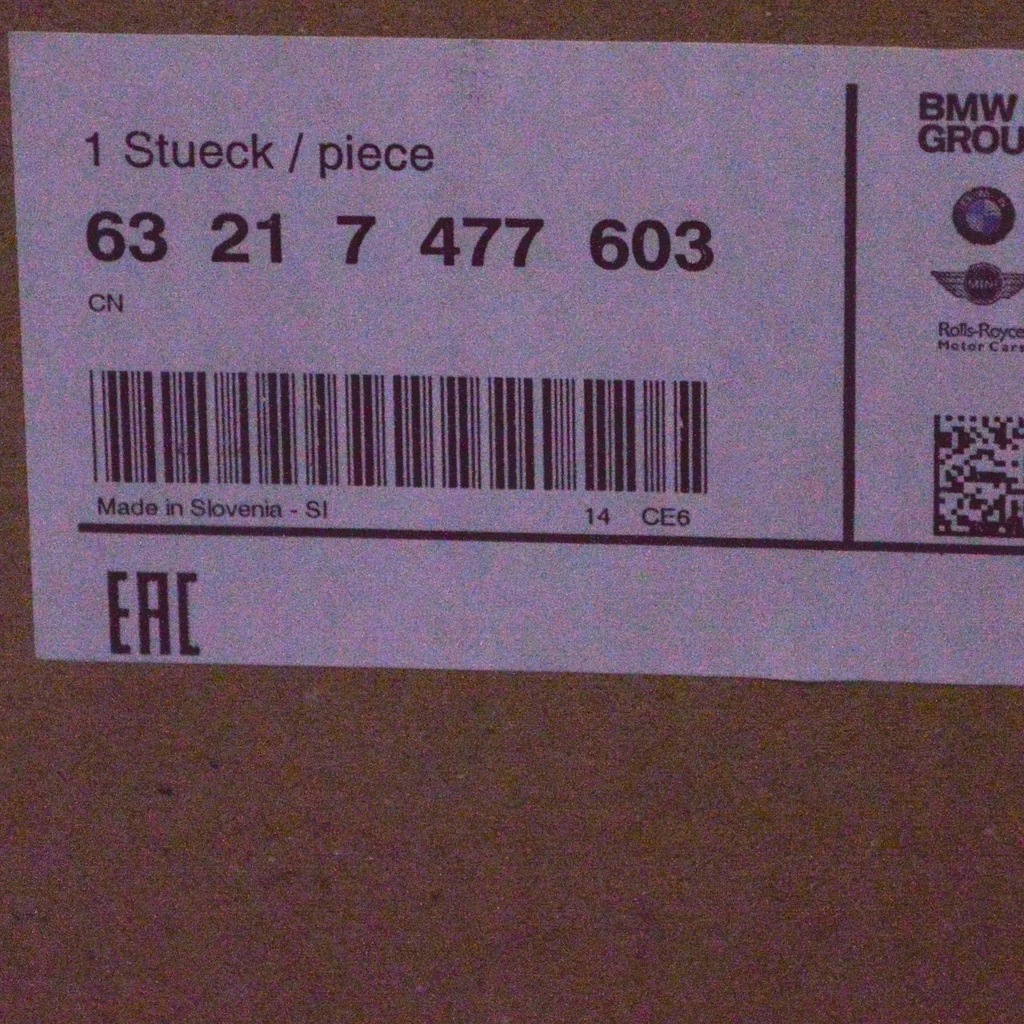 1 Stueck / piece
63 21 7 477 603
CN
Made in Slovenia - SI
14 CE6
EAC
BMW
GROU
MINI
Rolls-Royce
Motor Cars